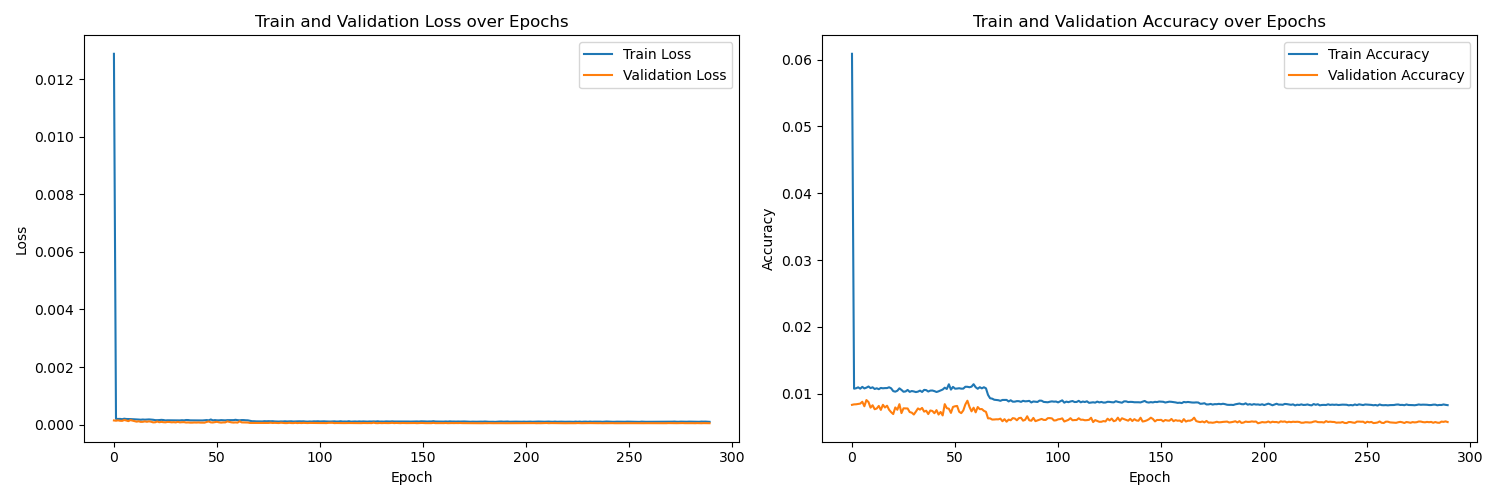 Train and Validation Loss over Epochs
Train Loss
Validation Loss
0.012
0.010
0.008
0.006
0.004
0.002
0.000
Loss
0
50
100
150
200
250
300
Epoch
Train and Validation Accuracy over Epochs
Train Accuracy
Validation Accuracy
0.06
0.05
0.04
0.03
0.02
0.01
Accuracy
0
50
100
150
200
250
300
Epoch